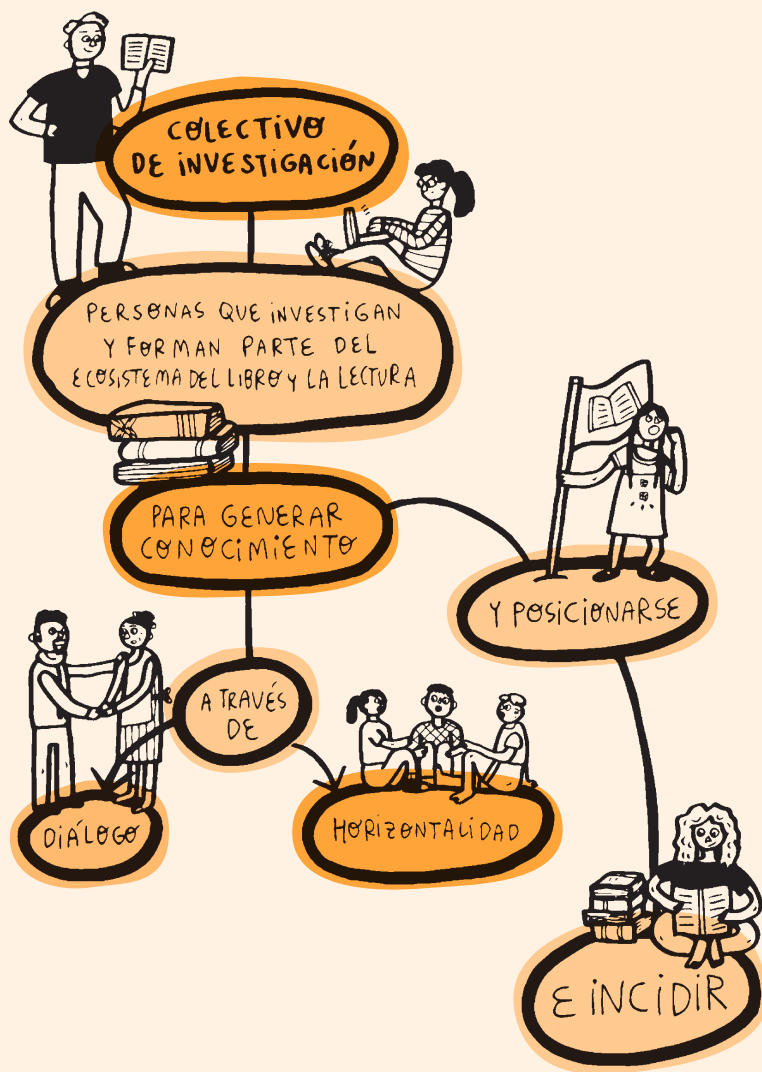 COLECTIVO
DE INVESTIGACIÓN
PERSONAS QUE INVESTIGAN
Y FORMAN PARTE DEL
ECOSISTEMA DEL LIBRO Y LA LECTURA
PARA GENERAR
CONOCIMIENTO
Y POSICIONARSE
A TRAVÉS
DE
DIÁLOGO
HORIZONTALIDAD
E INCIDIR